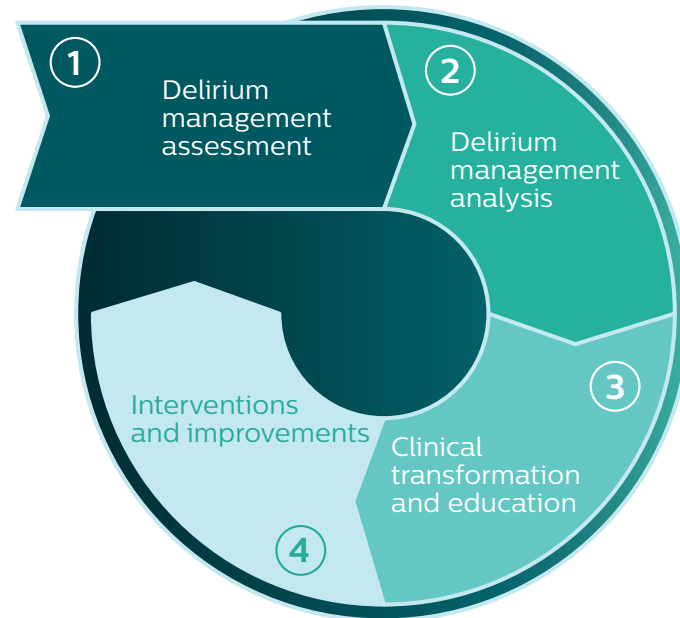 1
Delirium
management
assessment
2
Delirium
management
analysis
3
Clinical
transformation
and education
4
Interventions
and improvements